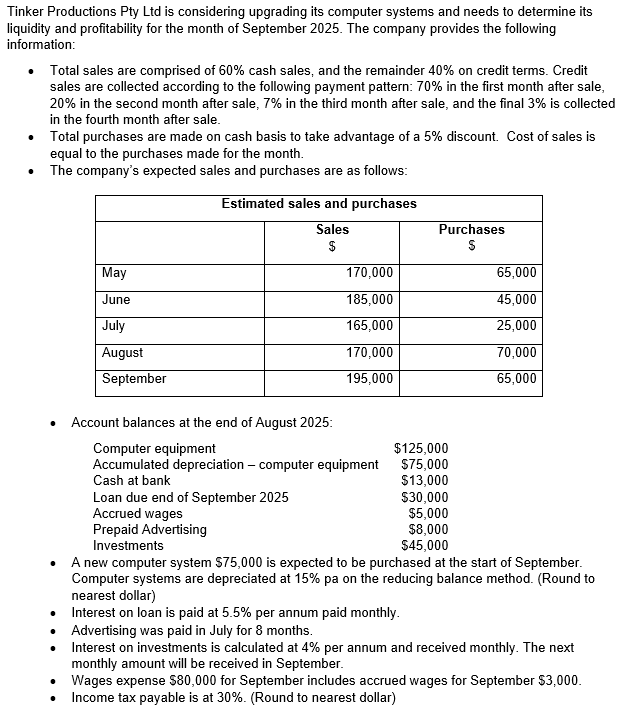 Tinker Productions Pty Ltd is considering upgrading its computer systems and needs to determine its
liquidity and profitability for the month of September 2025. The company provides the following
information:
• Total sales are comprised of 60% cash sales, and the remainder 40% on credit terms. Credit
sales are collected according to the following payment pattern: 70% in the first month after sale,
20% in the second month after sale, 7% in the third month after sale, and the final 3% is collected
in the fourth month after sale.
• Total purchases are made on cash basis to take advantage of a 5% discount. Cost of sales is
equal to the purchases made for the month.
• The company's expected sales and purchases are as follows:
Estimated sales and purchases
Sales Purchases
$ $
May 170,000 65,000
June 185,000 45,000
July 165,000 25,000
August 170,000 70,000
September 195,000 65,000
• Account balances at the end of August 2025:
Computer equipment $125,000
Accumulated depreciation – computer equipment $75,000
Cash at bank $13,000
Loan due end of September 2025 $30,000
Accrued wages $5,000
Prepaid Advertising $8,000
Investments $45,000
• A new computer system $75,000 is expected to be purchased at the start of September.
Computer systems are depreciated at 15% pa on the reducing balance method. (Round to
nearest dollar)
• Interest on loan is paid at 5.5% per annum paid monthly.
• Advertising was paid in July for 8 months.
• Interest on investments is calculated at 4% per annum and received monthly. The next
monthly amount will be received in September.
• Wages expense $80,000 for September includes accrued wages for September $3,000.
• Income tax payable is at 30%. (Round to nearest dollar)